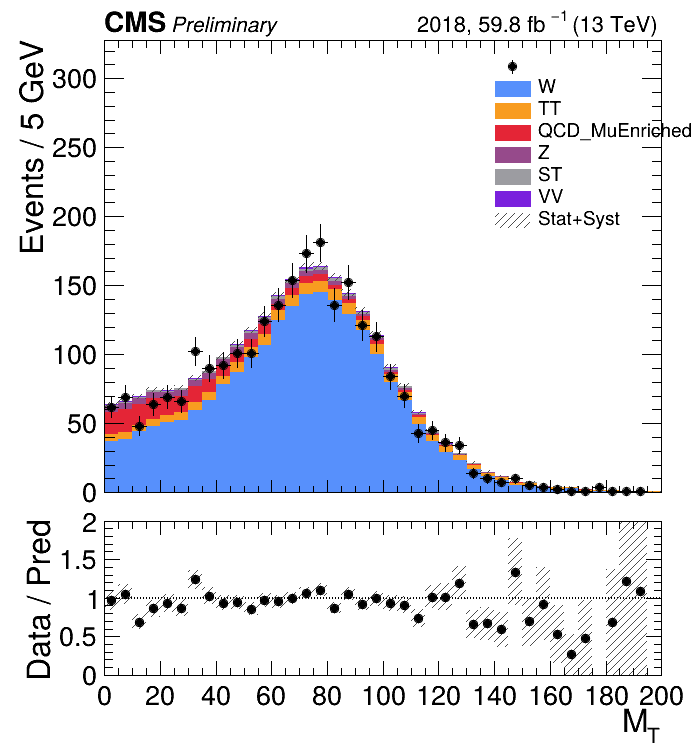 CMS Preliminary 2018, 59.8 fb⁻¹ (13 TeV)
Events / 5 GeV
300
250
200
150
100
50
0
W
TT
QCD_MuEnriched
Z
ST
VV
Stat+Syst
Data / Pred
2
1.5
1
0.5
0
0 20 40 60 80 100 120 140 160 180 200
M_T